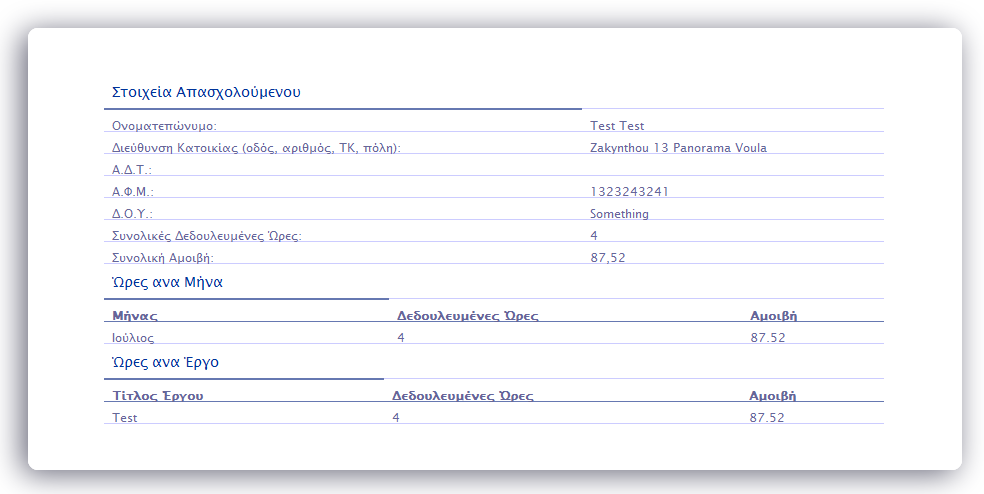 Στοιχεία Απασχολούμενου
Ονοματεπώνυμο: Test Test
Διεύθυνση Κατοικίας (οδός, αριθμός, ΤΚ, πόλη): Zakynthou 13 Panorama Voula
Α.Δ.Τ.:
Α.Φ.Μ.: 1323243241
Δ.Ο.Υ.: Something
Συνολικές Δεδουλευμένες Ώρες: 4
Συνολική Αμοιβή: 87,52
Ώρες ανα Μήνα
Μήνας Δεδουλευμένες Ώρες Αμοιβή
Ιούλιος 4 87.52
Ώρες ανα Έργο
Τίτλος Έργου Δεδουλευμένες Ώρες Αμοιβή
Test 4 87.52